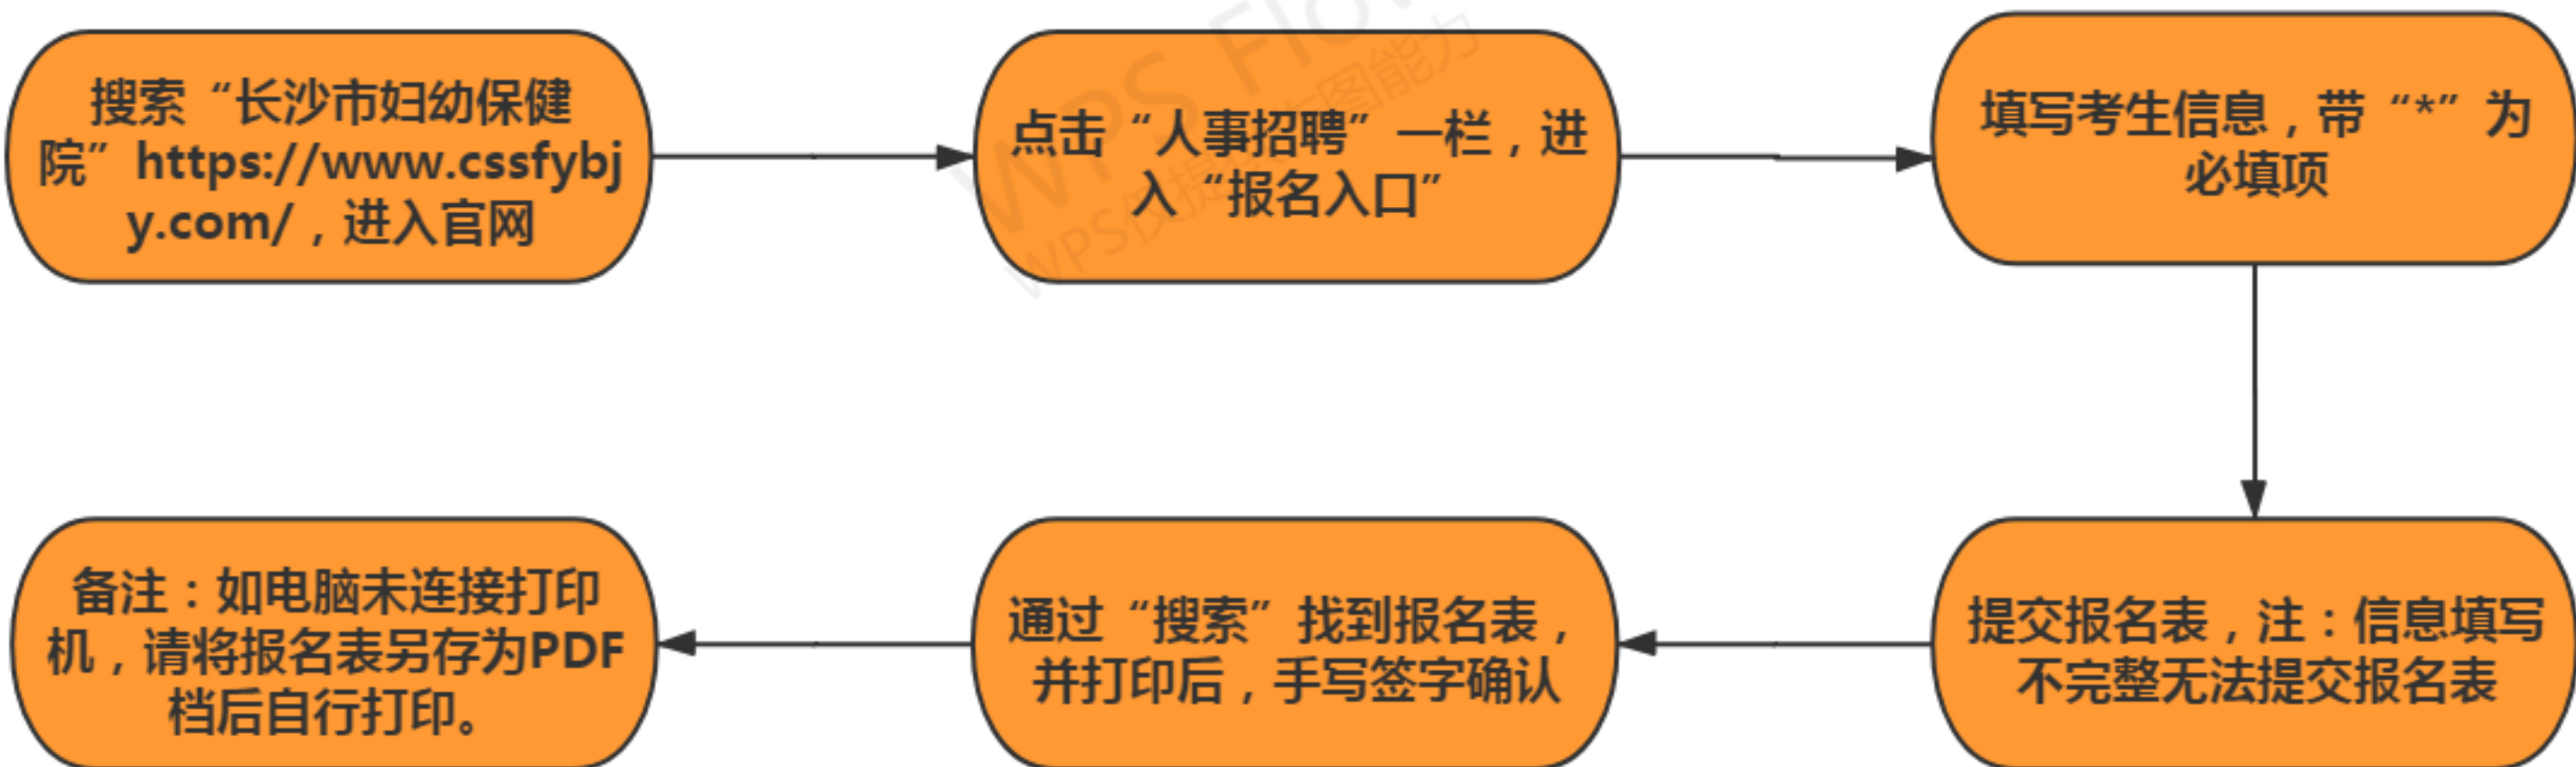 搜索“长沙市妇幼保健
院”https://www.cssfybj
y.com/，进入官网
点击“人事招聘”一栏，进
入“报名入口”
填写考生信息，带“*”为
必填项
提交报名表，注：信息填写
不完整无法提交报名表
通过“搜索”找到报名表，
并打印后，手写签字确认
备注：如电脑未连接打印
机，请将报名表另存为PDF
档后自行打印。
WPS Flow